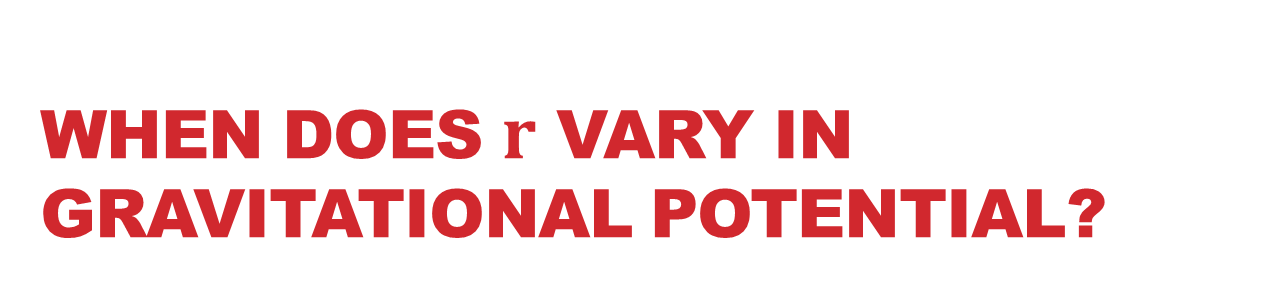 WHEN DOES r VARY IN
GRAVITATIONAL POTENTIAL?